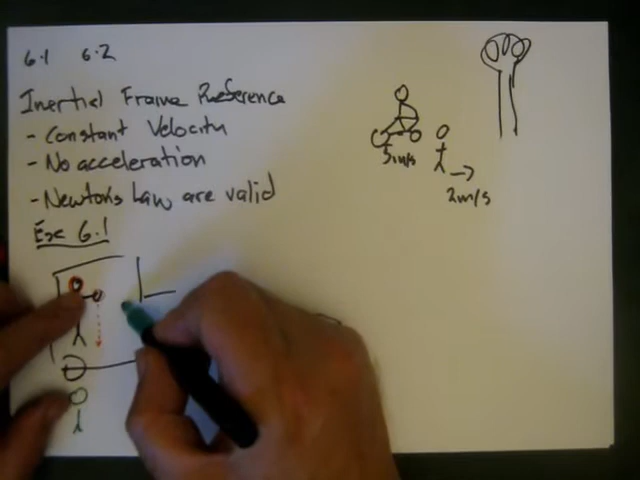 6.1 6.2
Inertial Frame Reference
- Constant Velocity
- No acceleration
- Newton's Law are valid
Ex 6.1
5m/s
2m/s